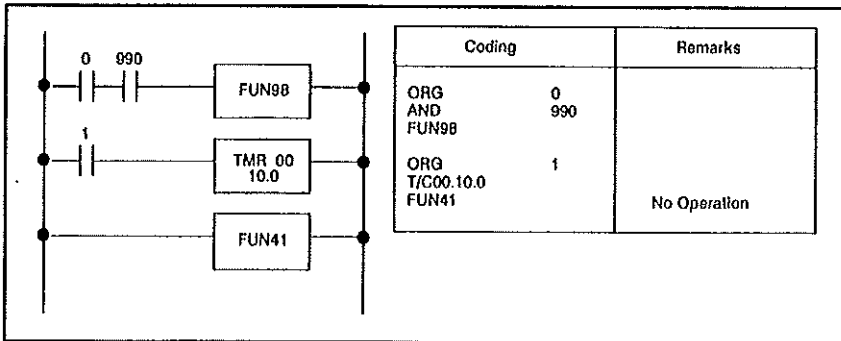 0 990
FUN98
1
TMR 00
10.0
FUN41
Coding Remarks
ORG 0
AND 990
FUN98
ORG 1
T/C00.10.0
FUN41 No Operation